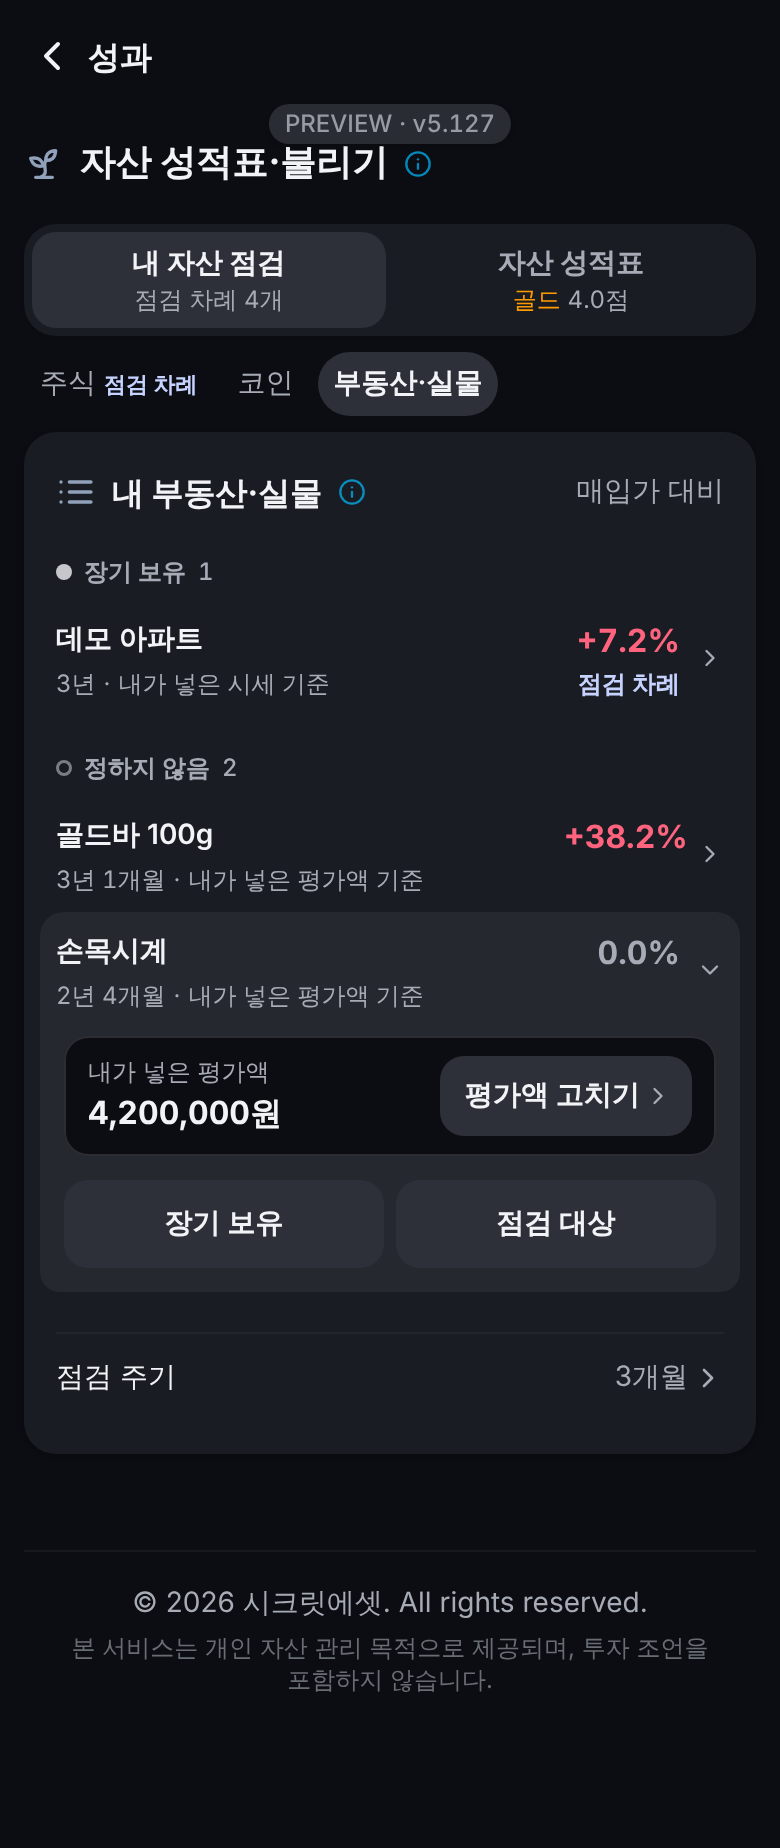 성과
PREVIEW · v5.127
자산 성적표·불리기
내 자산 점검
점검 차례 4개
자산 성적표
골드 4.0점
주식 점검 차례 코인 부동산·실물
내 부동산·실물 매입가 대비
장기 보유 1
데모 아파트 +7.2%
3년 · 내가 넣은 시세 기준 점검 차례
정하지 않음 2
골드바 100g +38.2%
3년 1개월 · 내가 넣은 평가액 기준
손목시계 0.0%
2년 4개월 · 내가 넣은 평가액 기준
내가 넣은 평가액
4,200,000원
평가액 고치기
장기 보유 점검 대상
점검 주기 3개월
© 2026 시크릿에셋. All rights reserved.
본 서비스는 개인 자산 관리 목적으로 제공되며, 투자 조언을
포함하지 않습니다.